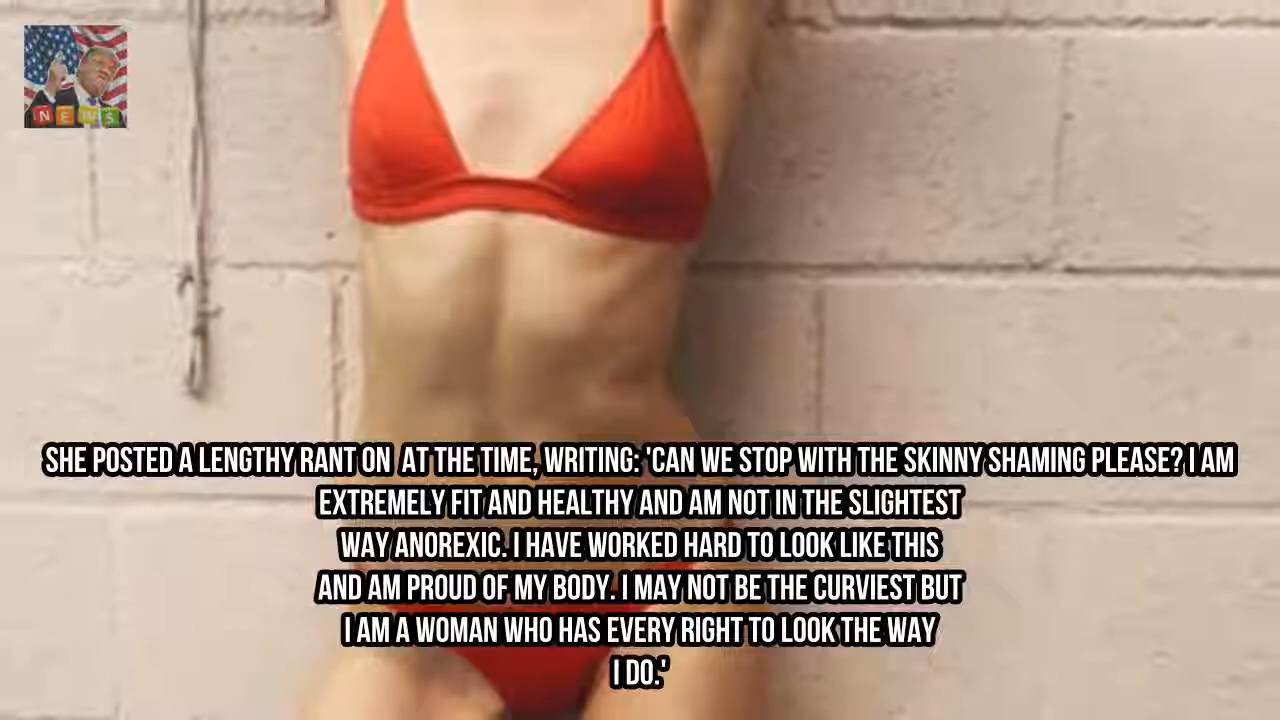 NEWS
SHE POSTED A LENGTHY RANT ON AT THE TIME, WRITING: 'CAN WE STOP WITH THE SKINNY SHAMING PLEASE? I AM
EXTREMELY FIT AND HEALTHY AND AM NOT IN THE SLIGHTEST
WAY ANOREXIC. I HAVE WORKED HARD TO LOOK LIKE THIS
AND AM PROUD OF MY BODY. I MAY NOT BE THE CURVIEST BUT
I AM A WOMAN WHO HAS EVERY RIGHT TO LOOK THE WAY
I DO.'